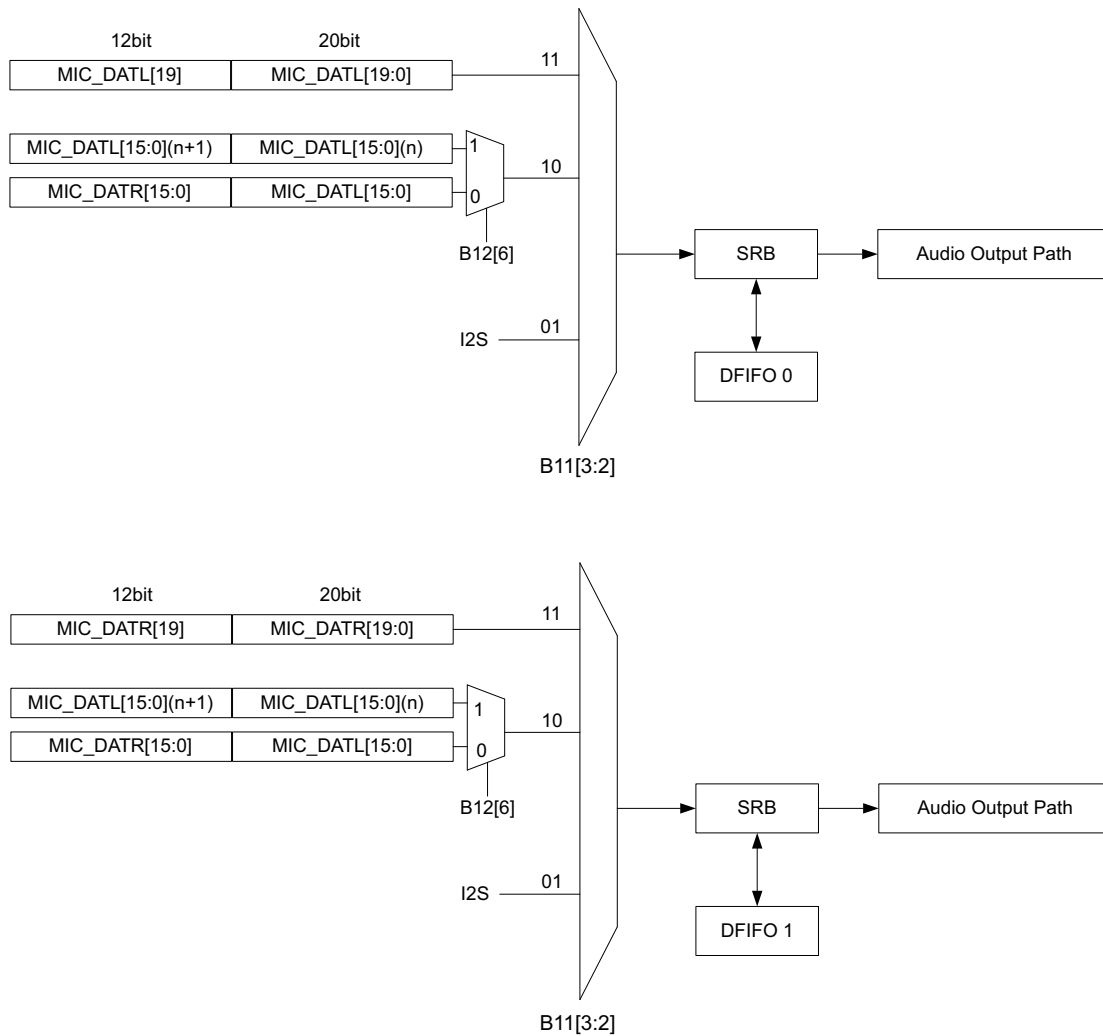 12bit 20bit
MIC_DATL[19] MIC_DATL[19:0] 11
MIC_DATL[15:0](n+1) MIC_DATL[15:0](n) 1
10
MIC_DATR[15:0] MIC_DATL[15:0] 0
B12[6] SRB Audio Output Path
I2S 01
DFIFO 0
B11[3:2]
12bit 20bit
MIC_DATR[19] MIC_DATR[19:0] 11
MIC_DATL[15:0](n+1) MIC_DATL[15:0](n) 1
10
MIC_DATR[15:0] MIC_DATL[15:0] 0
B12[6] SRB Audio Output Path
I2S 01
DFIFO 1
B11[3:2]